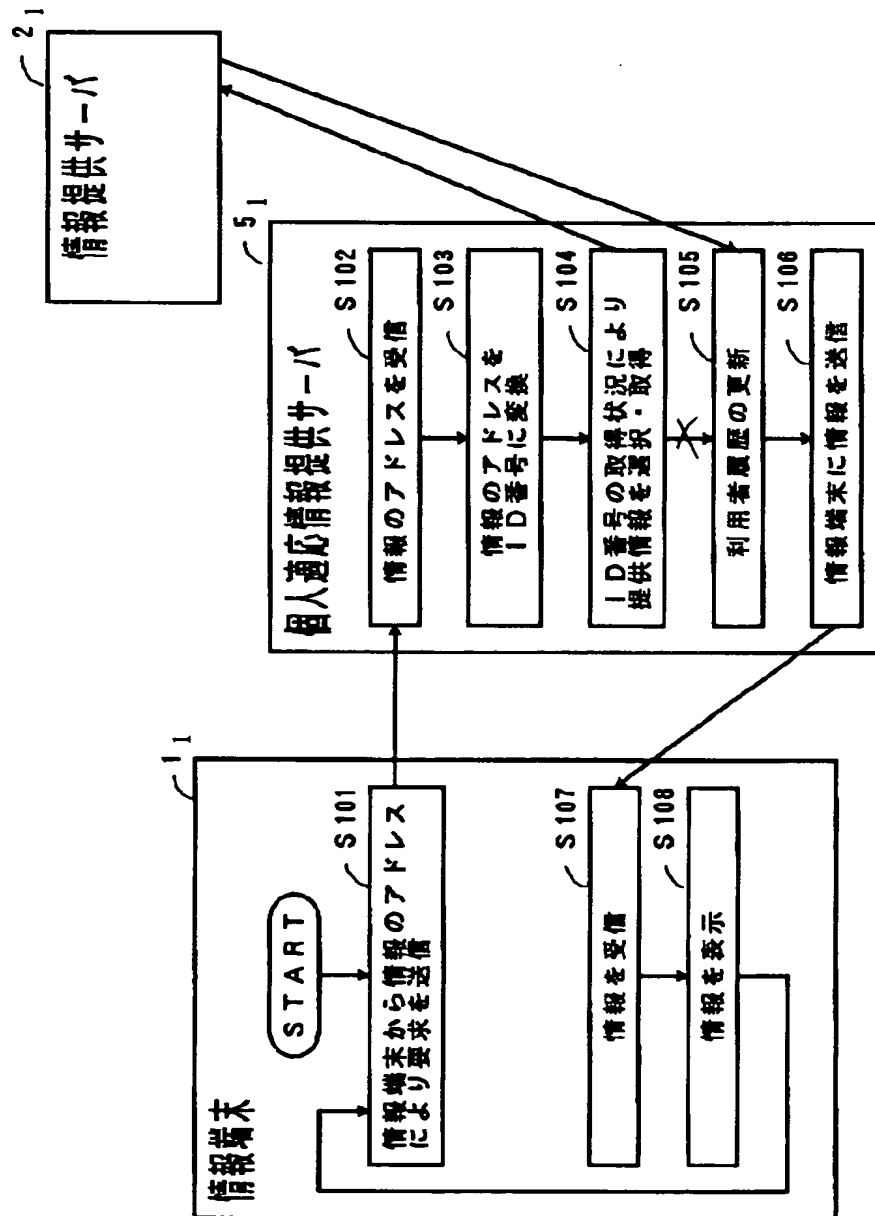 情報端末
1₁
START
S101
情報端末から情報のアドレス
により要求を送信
S107
情報を受信
S108
情報を表示
個人適応情報提供サーバ
5₁
S102
情報のアドレスを受信
S103
情報のアドレスを
ID番号に変換
S104
ID番号の取得状況により
提供情報を選択・取得
S105
利用者履歴の更新
S106
情報端末に情報を送信
情報提供サーバ
2₁